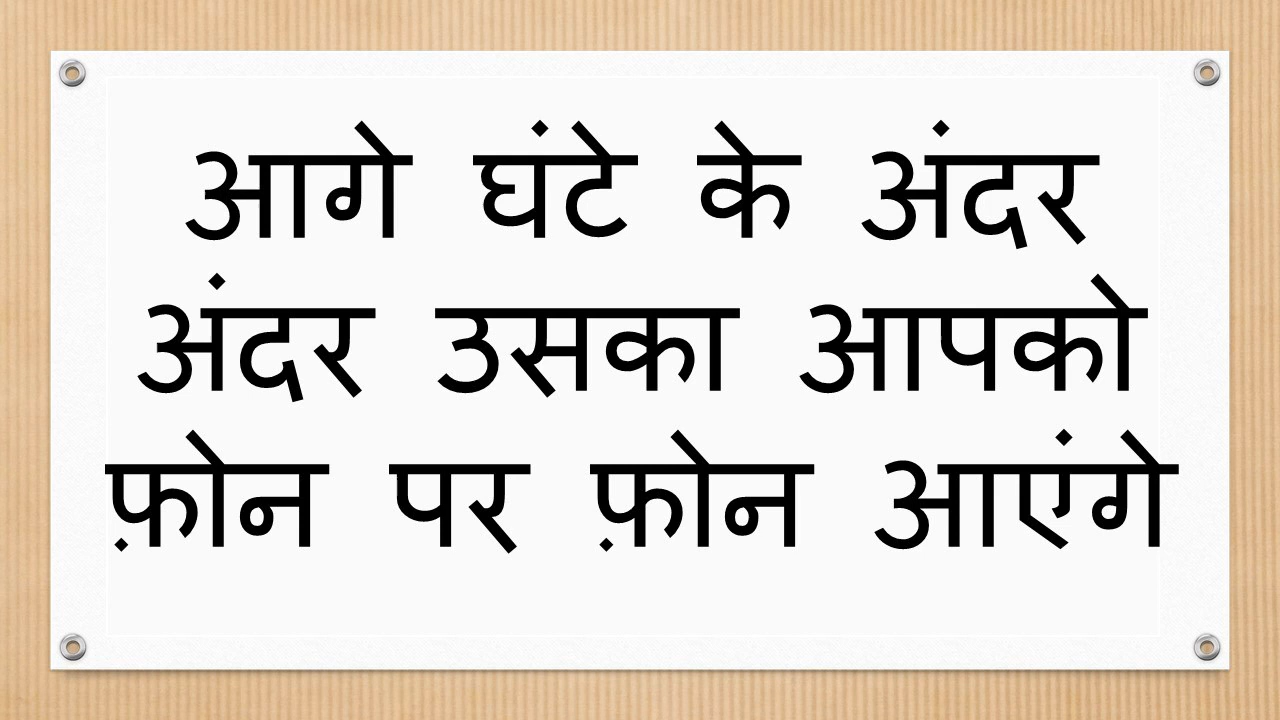 आगे घंटे के अंदर
अंदर उसका आपको
फ़ोन पर फ़ोन आएंगे